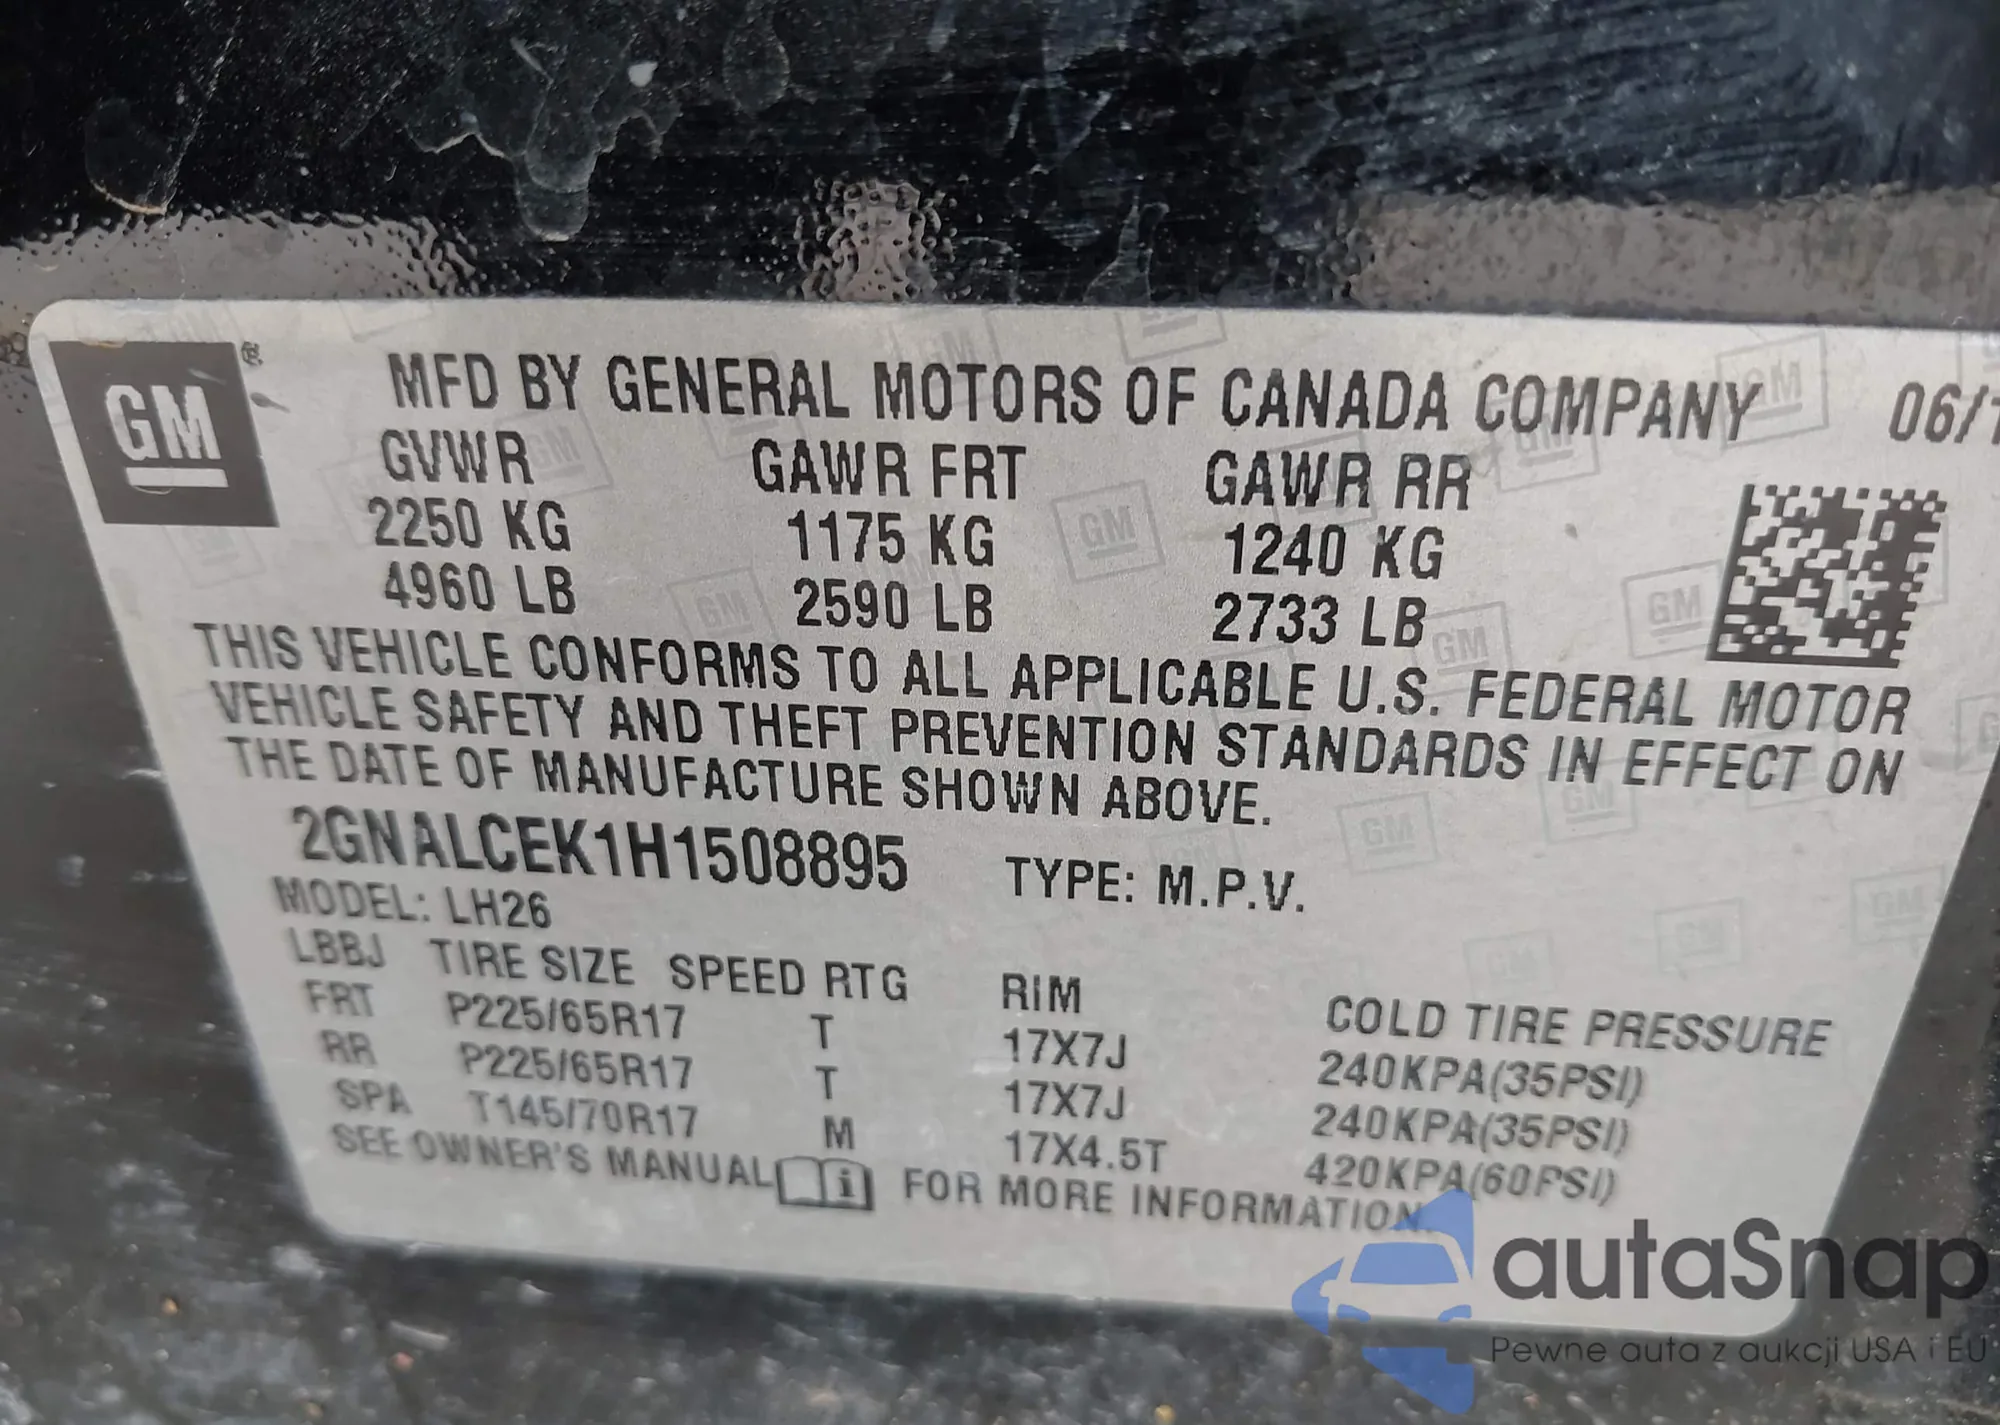 GM ®
MFD BY GENERAL MOTORS OF CANADA COMPANY 06/1
GVWR GAWR FRT GAWR RR
2250 KG 1175 KG 1240 KG
4960 LB 2590 LB 2733 LB
THIS VEHICLE CONFORMS TO ALL APPLICABLE U.S. FEDERAL MOTOR
VEHICLE SAFETY AND THEFT PREVENTION STANDARDS IN EFFECT ON
THE DATE OF MANUFACTURE SHOWN ABOVE.
2GNALCEK1H1508895 TYPE: M.P.V.
MODEL: LH26
LBBJ TIRE SIZE SPEED RTG RIM COLD TIRE PRESSURE
FRT P225/65R17 T 17X7J 240KPA(35PSI)
RR P225/65R17 T 17X7J 240KPA(35PSI)
SPA T145/70R17 M 17X4.5T 420KPA(60PSI)
SEE OWNER'S MANUAL i FOR MORE INFORMATION.
autaSnap
Pewne auta z aukcji USA i EU